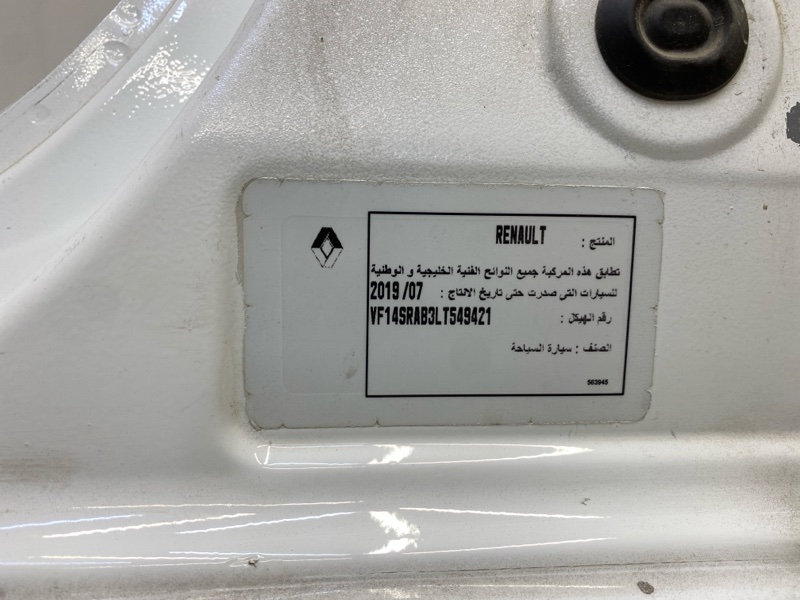 المنتج : RENAULT
تطابق هذه المركبة جميع اللوائح الفنية الخليجية و الوطنية
للسيارات التي صدرت حتى تاريخ الانتاج : 2019/07
رقم الهيكل : VF14SRAB3LT549421
الصنف : سيارة السياحة
563945